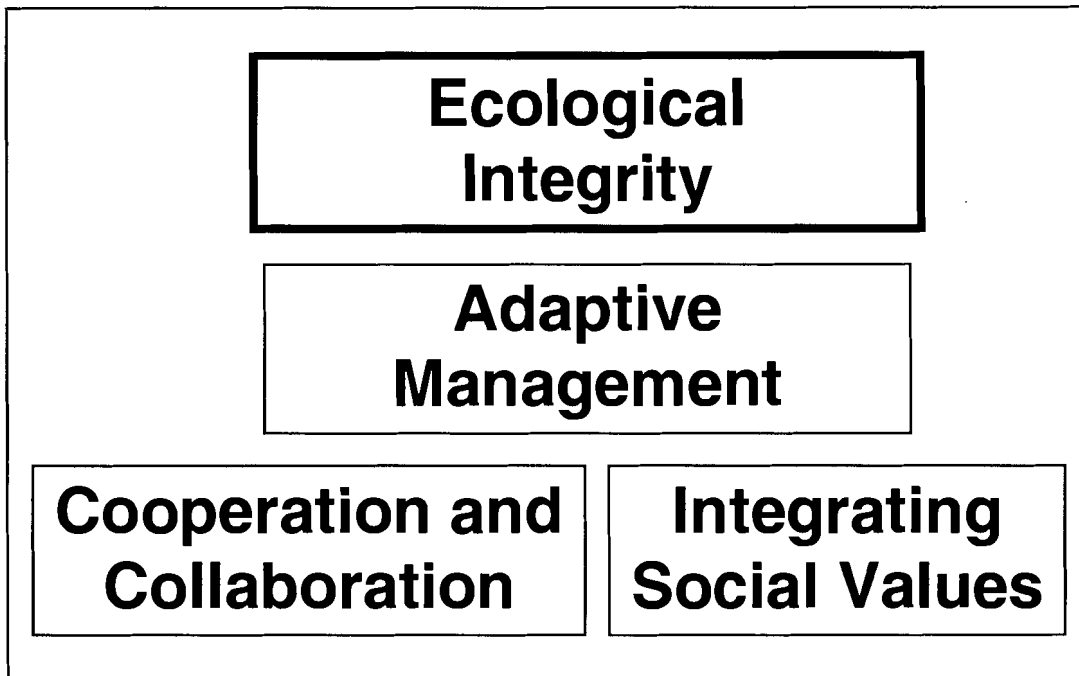 Ecological
Integrity
Adaptive
Management
Cooperation and
Collaboration
Integrating
Social Values